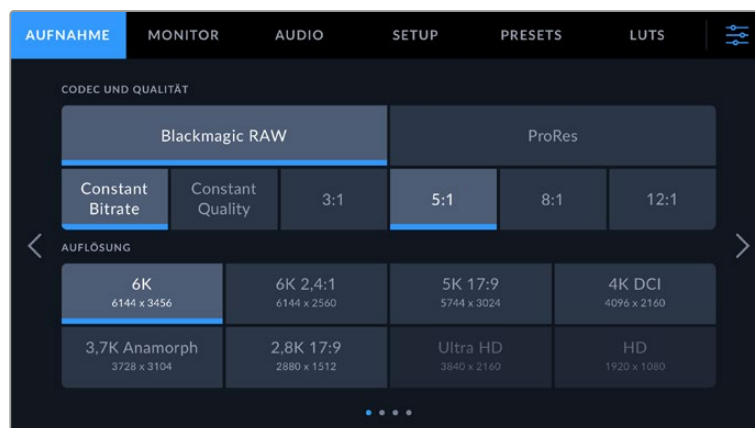 AUFNAHME MONITOR AUDIO SETUP PRESETS LUTS
CODEC UND QUALITÄT
Blackmagic RAW ProRes
Constant Bitrate Constant Quality 3:1 5:1 8:1 12:1
AUFLÖSUNG
6K 6K 2,4:1 5K 17:9 4K DCI
6144 x 3456 6144 x 2560 5744 x 3024 4096 x 2160
3,7K Anamorph 2,8K 17:9 Ultra HD HD
3728 x 3104 2880 x 1512 3840 x 2160 1920 x 1080